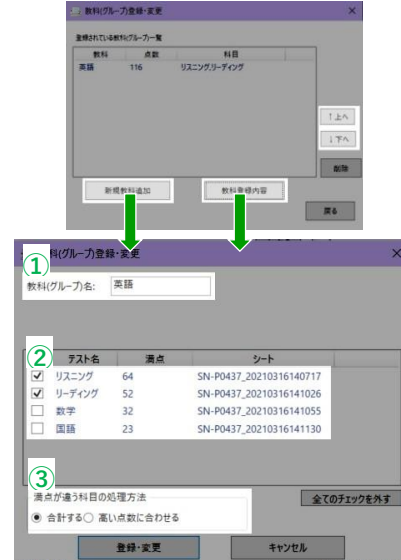 教科(グループ)登録・変更
登録されている教科(グループ)一覧
教科 点数 科目
英語 116 リスニング,リーディング
↑上へ
↓下へ
削除
新規教科追加 教科登録内容
戻る
科(グループ)登録・変更
①
教科(グループ)名: 英語
②
テスト名 満点 シート
リスニング 64 SN-P0437_20210316140717
リーディング 52 SN-P0437_20210316141026
数学 32 SN-P0437_20210316141055
国語 23 SN-P0437_20210316141130
③
満点が違う科目の処理方法
全てのチェックを外す
合計する 高い点数に合わせる
登録・変更 キャンセル